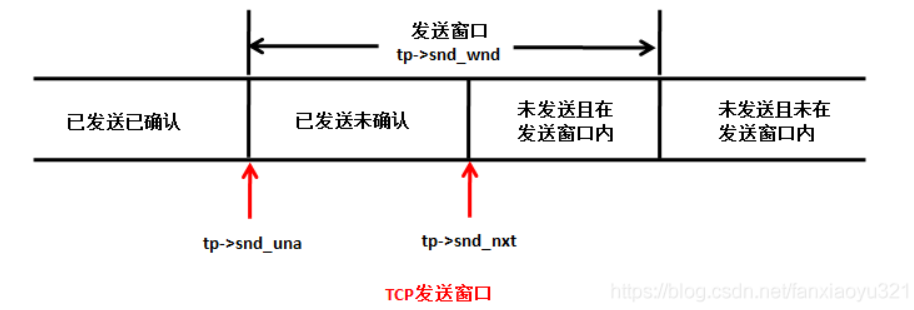 发送窗口
tp->snd_wnd
已发送已确认
已发送未确认
未发送且在
发送窗口内
未发送且未在
发送窗口内
tp->snd_una
tp->snd_nxt
TCP发送窗口
https://blog.csdn.net/fanxiaoyu321